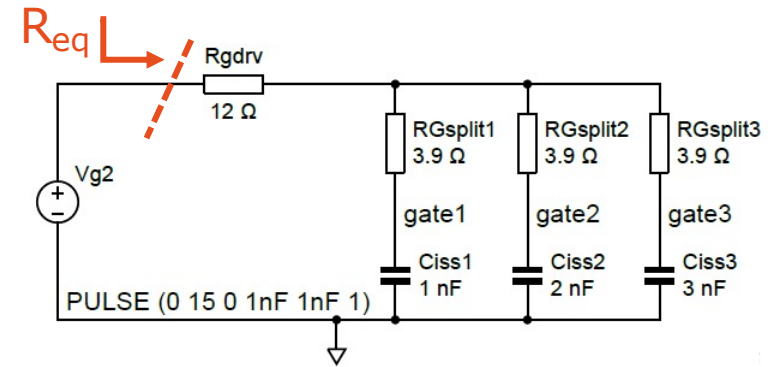 Req
Rgdrv
12 Ω
Vg2
+
−
RGsplit1
3.9 Ω
RGsplit2
3.9 Ω
RGsplit3
3.9 Ω
gate1
gate2
gate3
Ciss1
1 nF
Ciss2
2 nF
Ciss3
3 nF
PULSE (0 15 0 1nF 1nF 1)